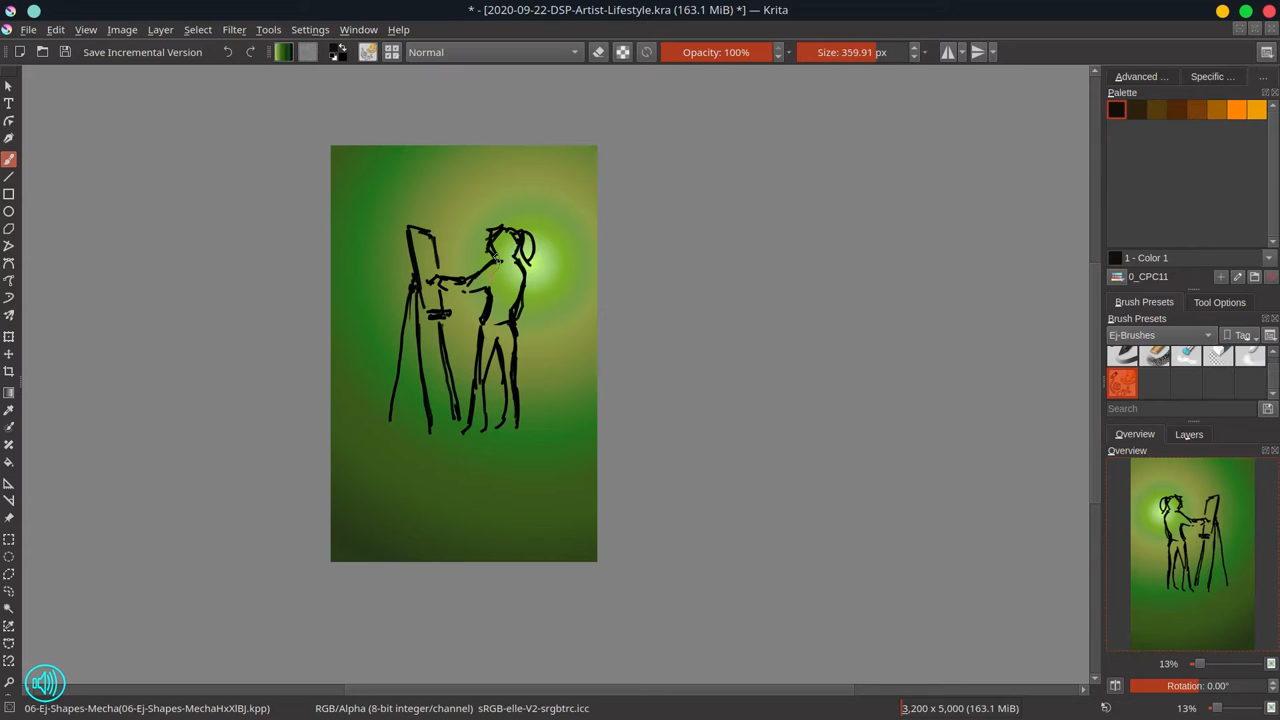 * - [2020-09-22-DSP-Artist-Lifestyle.kra (163.1 MiB) *] — Krita
File Edit View Image Layer Select Filter Tools Settings Window Help
Save Incremental Version Normal Opacity: 100% Size: 359.91 px
Advanced ... Specific ... ...
Palette
1 - Color 1
0_CPC11
Brush Presets Tool Options
Brush Presets
Ej-Brushes Tag
Search
Overview Layers
Overview
13%
Rotation: 0.00°
06-Ej-Shapes-Mecha(06-Ej-Shapes-MechaHxXlBJ.kpp) RGB/Alpha (8-bit integer/channel) sRGB-elle-V2-srgbtrc.icc 3,200 x 5,000 (163.1 MiB) 13%